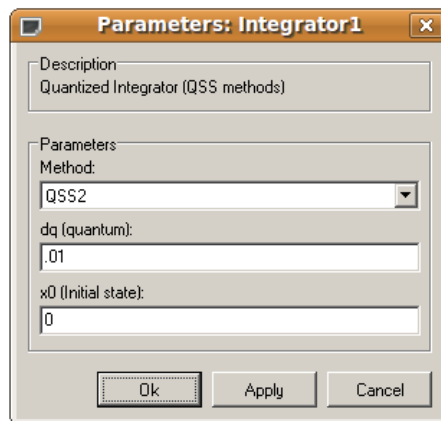 Parameters: Integrator1
Description
Quantized Integrator (QSS methods)
Parameters
Method:
QSS2
dq (quantum):
.01
x0 (Initial state):
0
Ok Apply Cancel